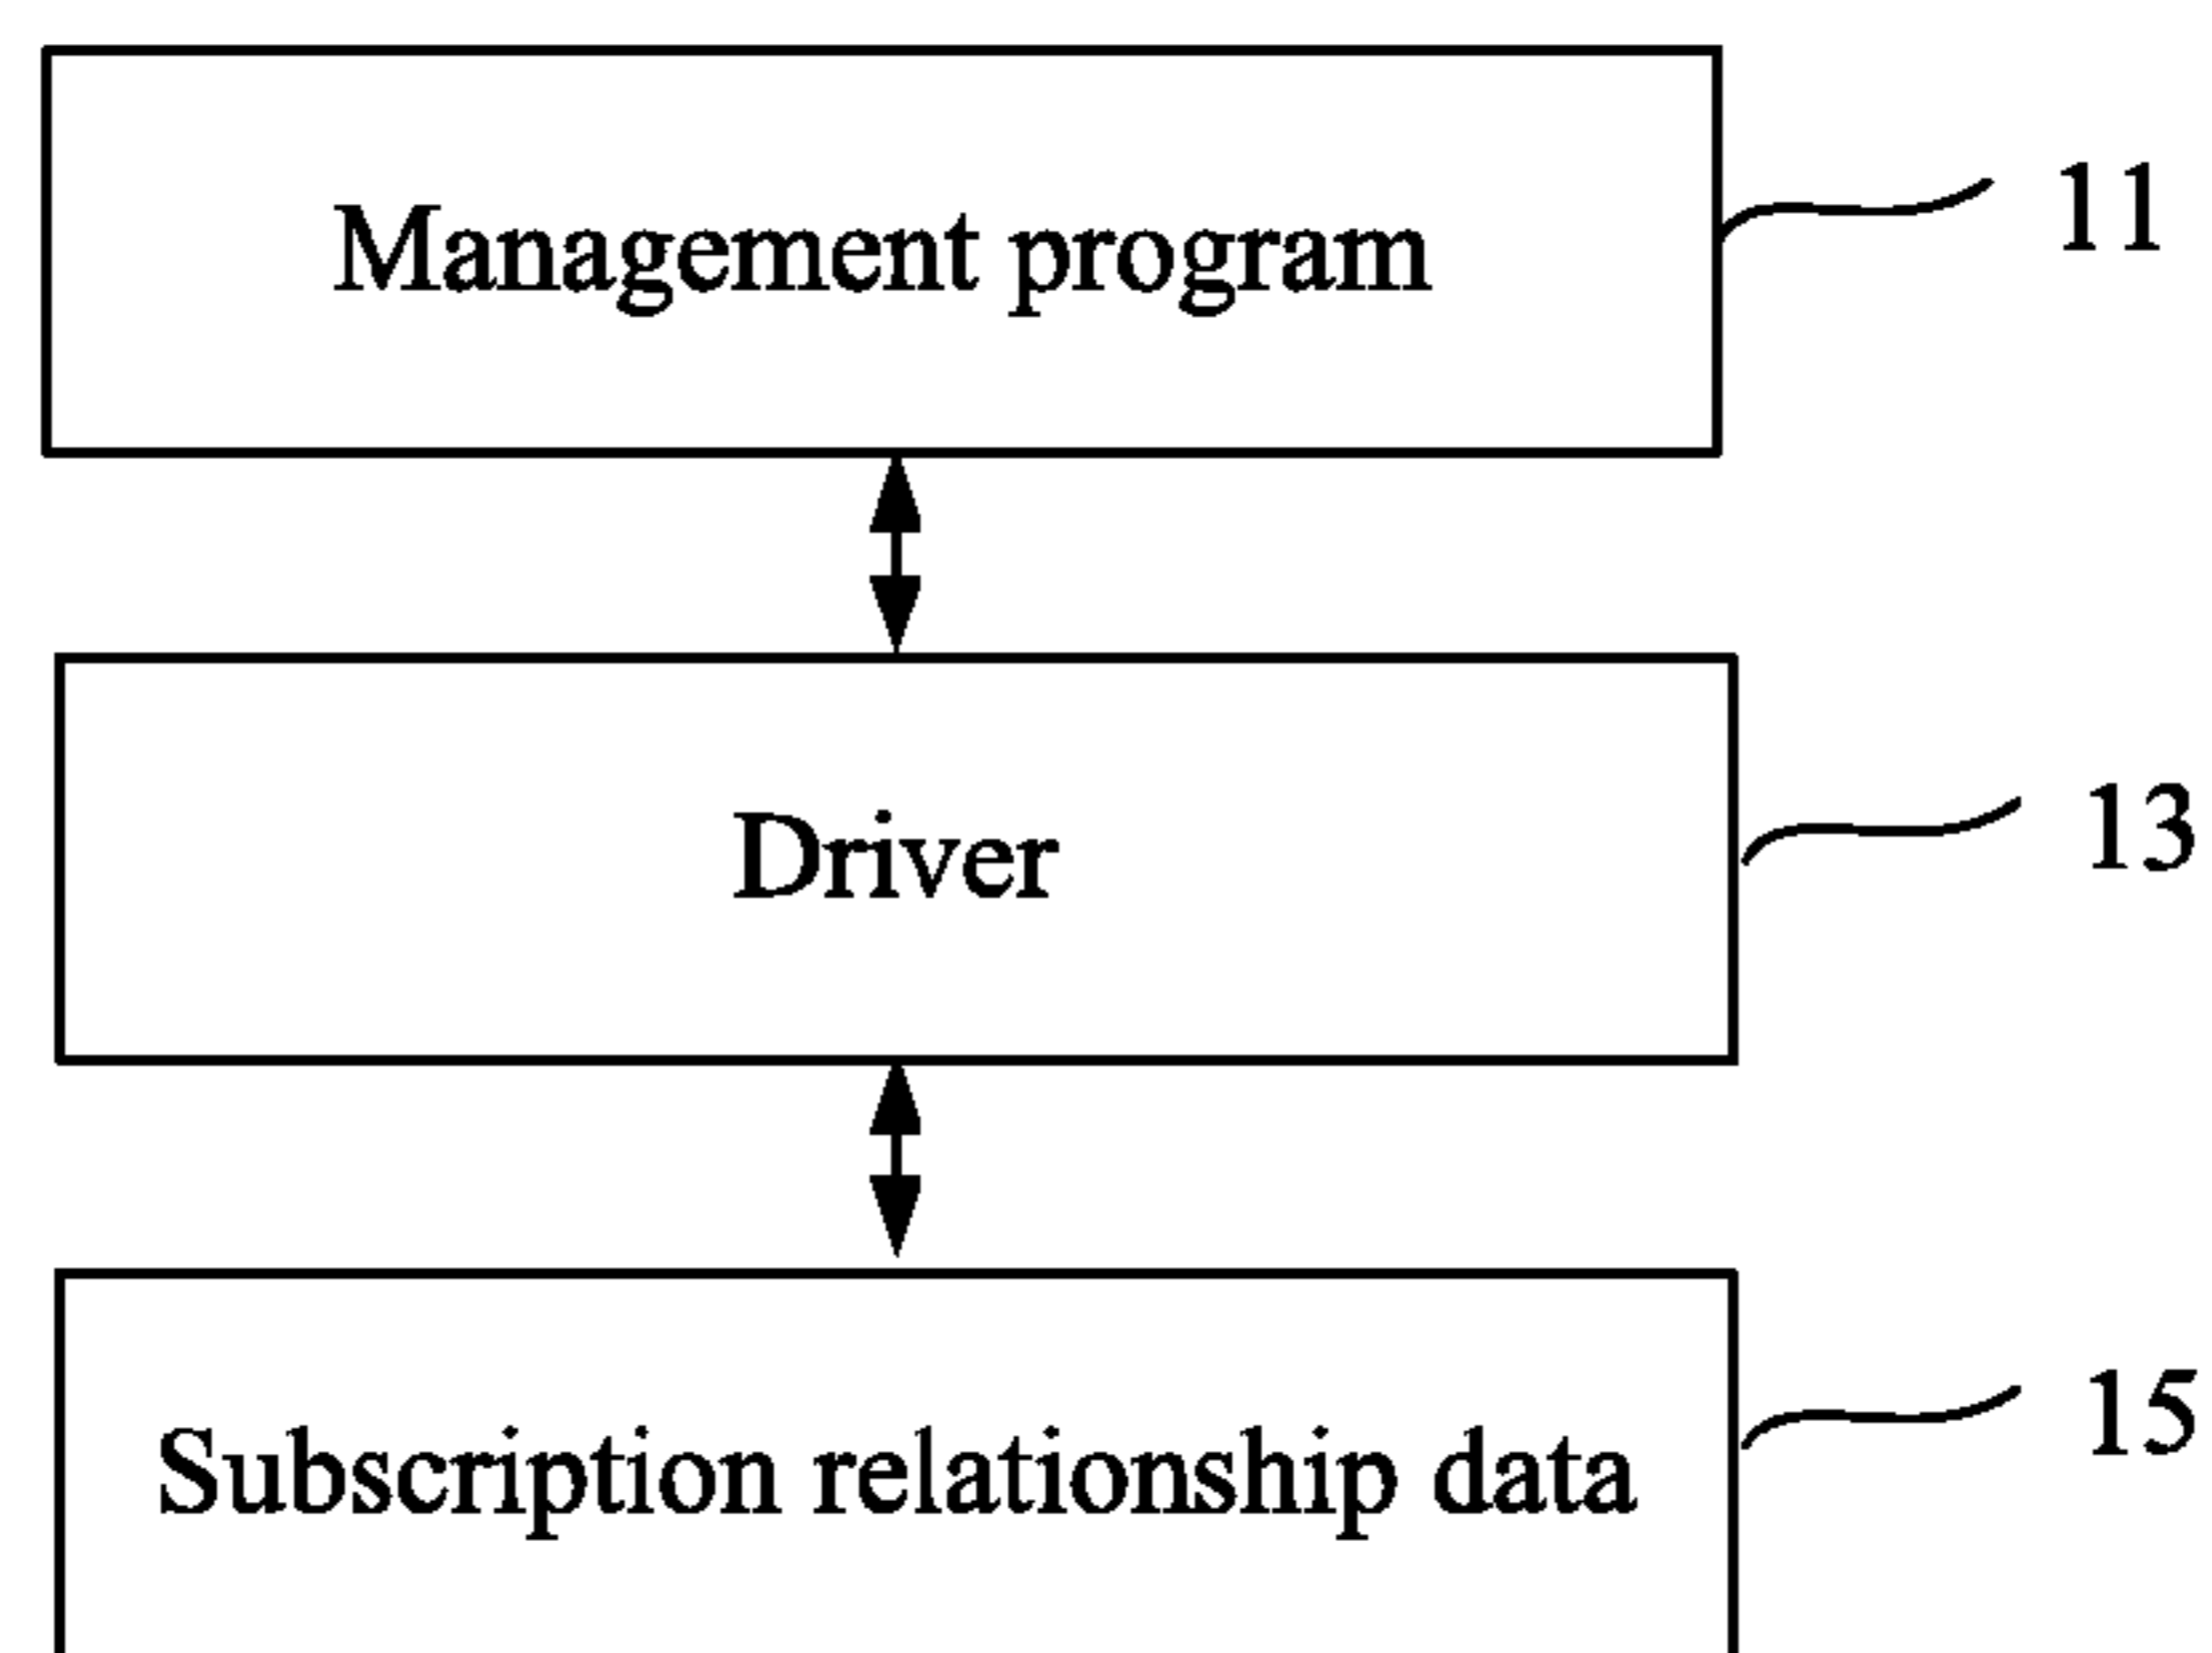 Management program
11
Driver
13
Subscription relationship data
15